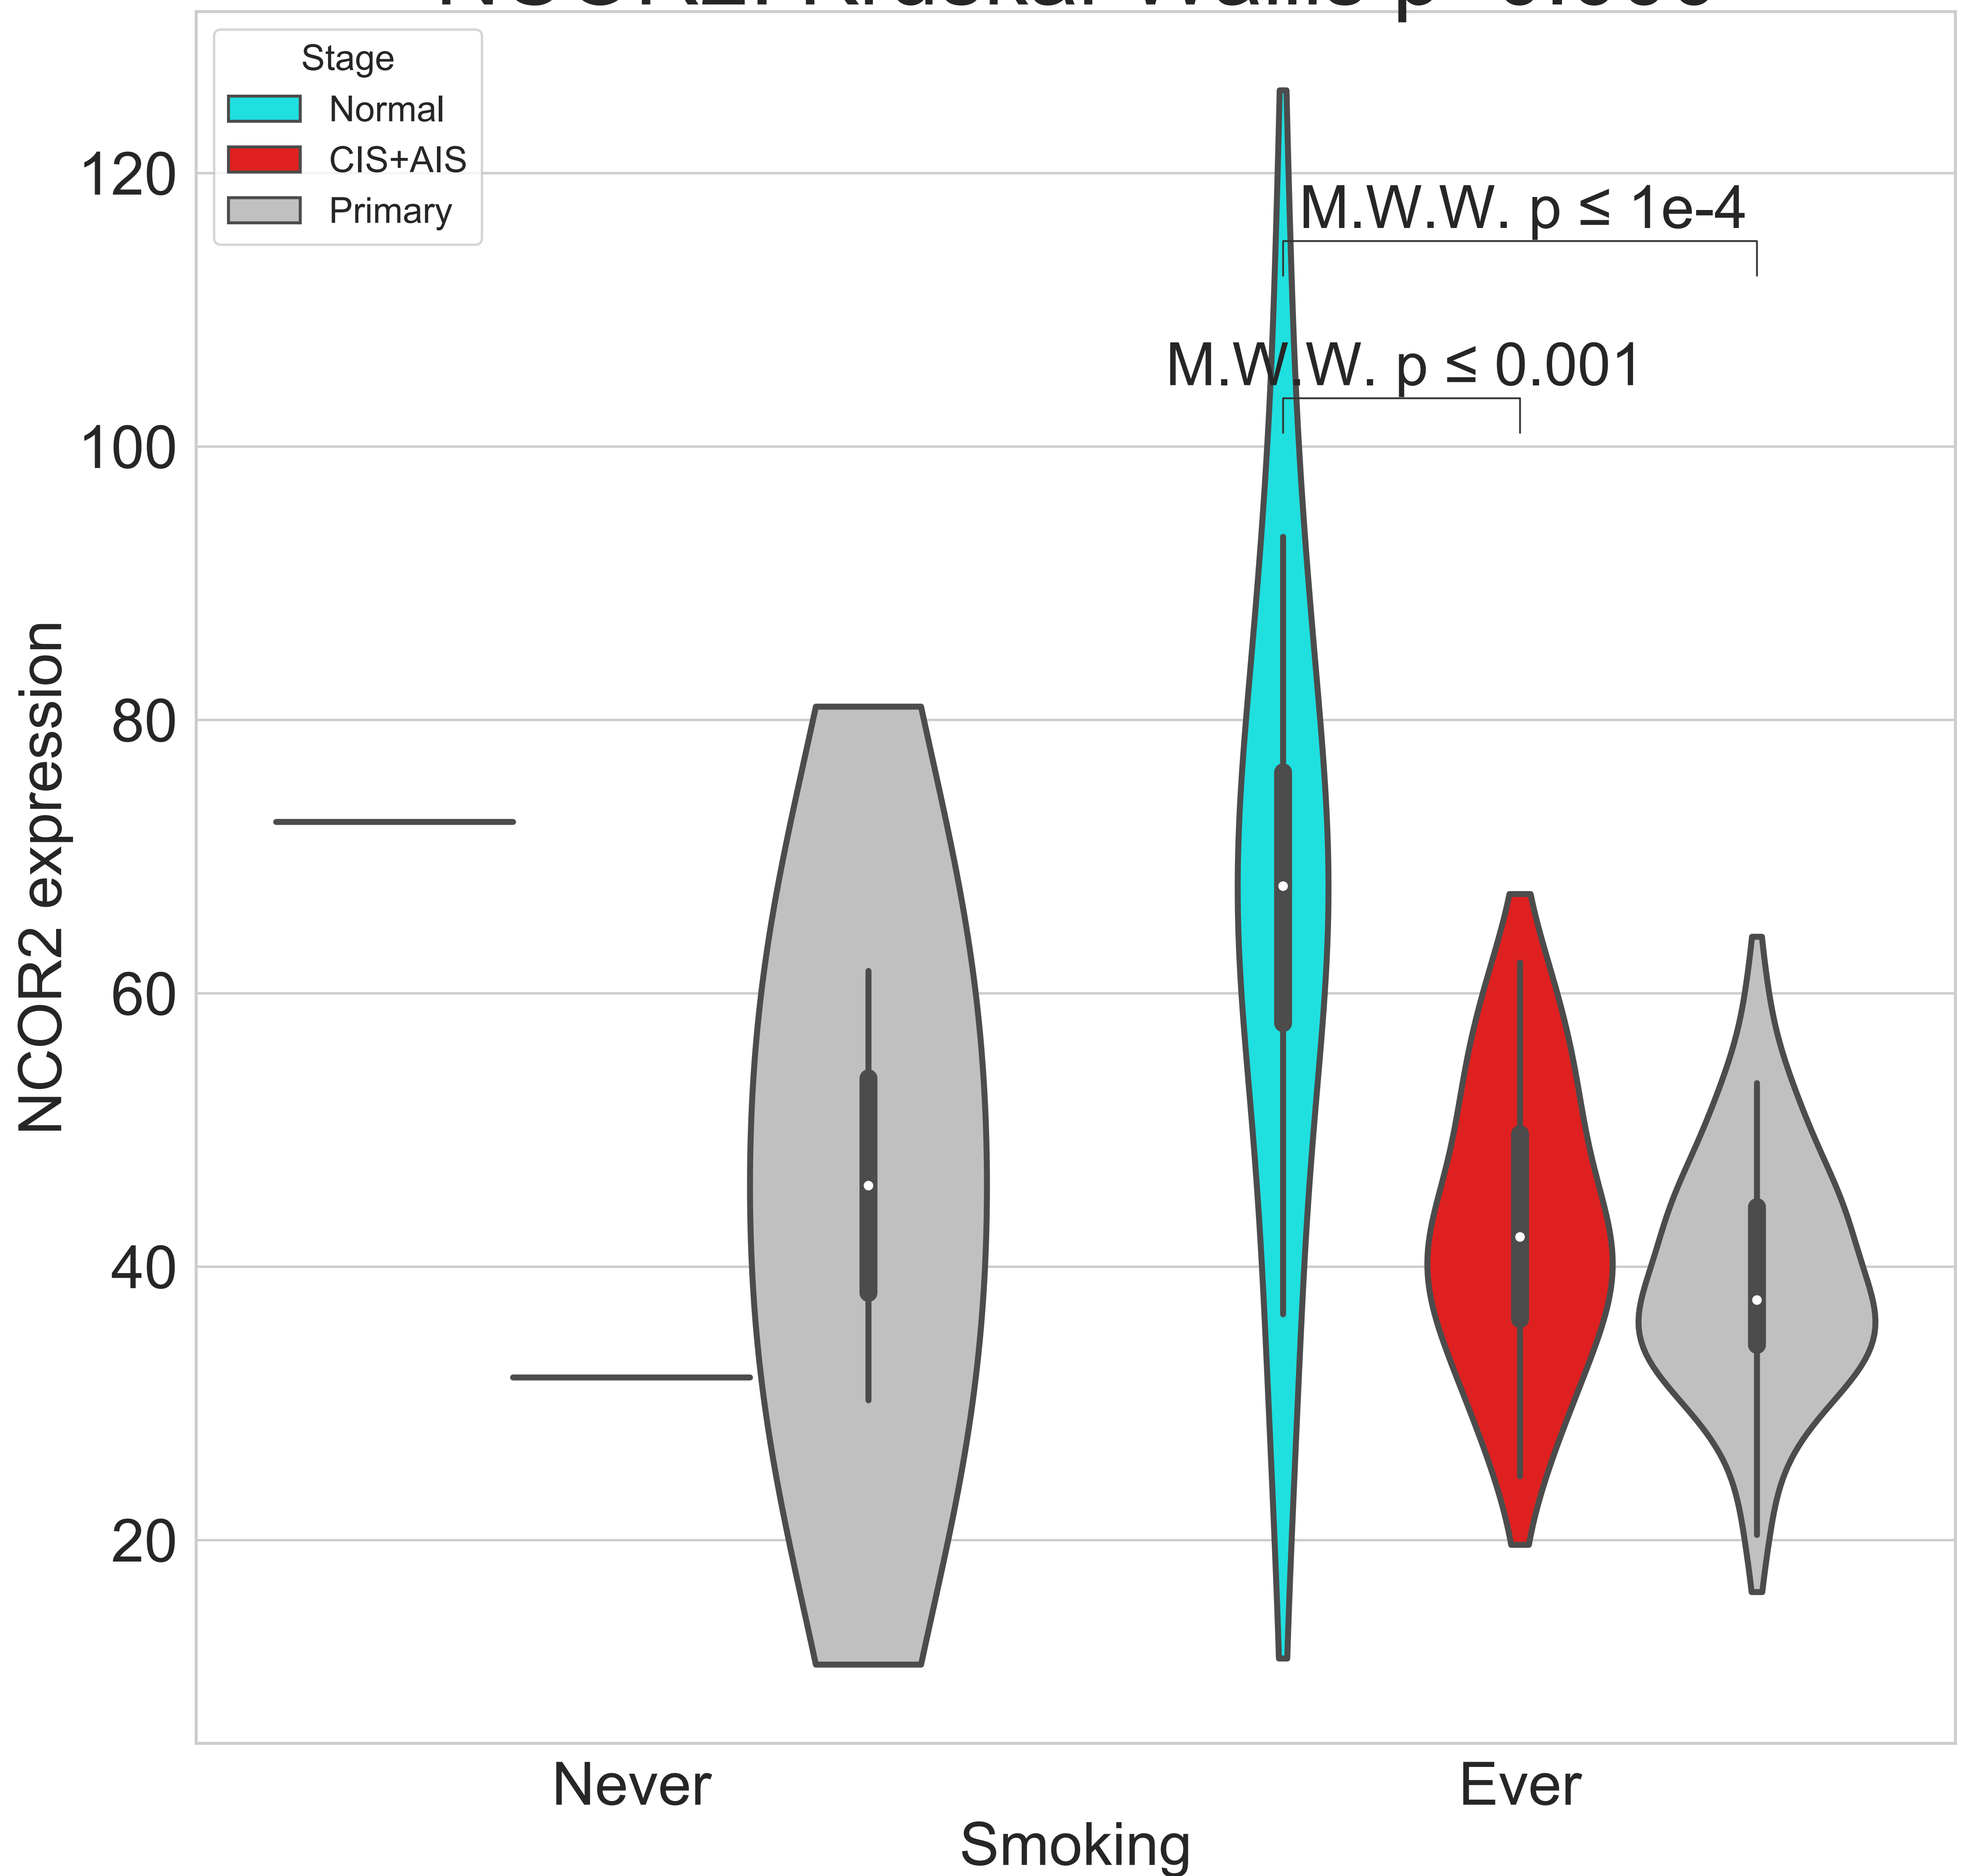 Stage
Normal
CIS+AIS
Primary
120
100
80
60
40
20
NCOR2 expression
M.W.W. p ≤ 1e-4
M.W.W. p ≤ 0.001
Never
Ever
Smoking